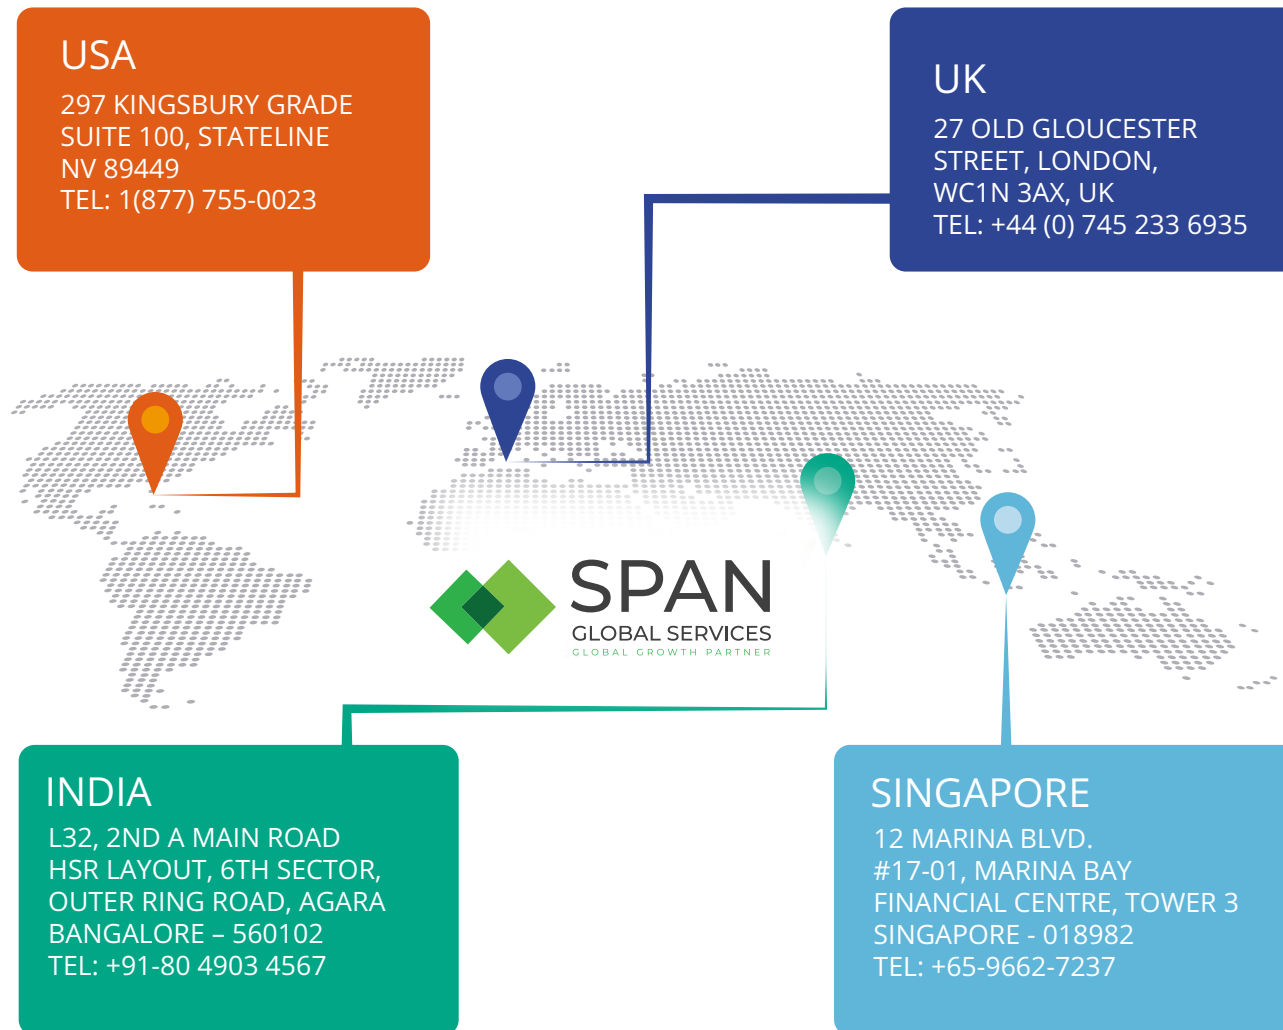 USA
297 KINGSBURY GRADE
SUITE 100, STATELINE
NV 89449
TEL: 1(877) 755-0023
UK
27 OLD GLOUCESTER
STREET, LONDON,
WC1N 3AX, UK
TEL: +44 (0) 745 233 6935
SPAN
GLOBAL SERVICES
GLOBAL GROWTH PARTNER
INDIA
L32, 2ND A MAIN ROAD
HSR LAYOUT, 6TH SECTOR,
OUTER RING ROAD, AGARA
BANGALORE – 560102
TEL: +91-80 4903 4567
SINGAPORE
12 MARINA BLVD.
#17-01, MARINA BAY
FINANCIAL CENTRE, TOWER 3
SINGAPORE - 018982
TEL: +65-9662-7237